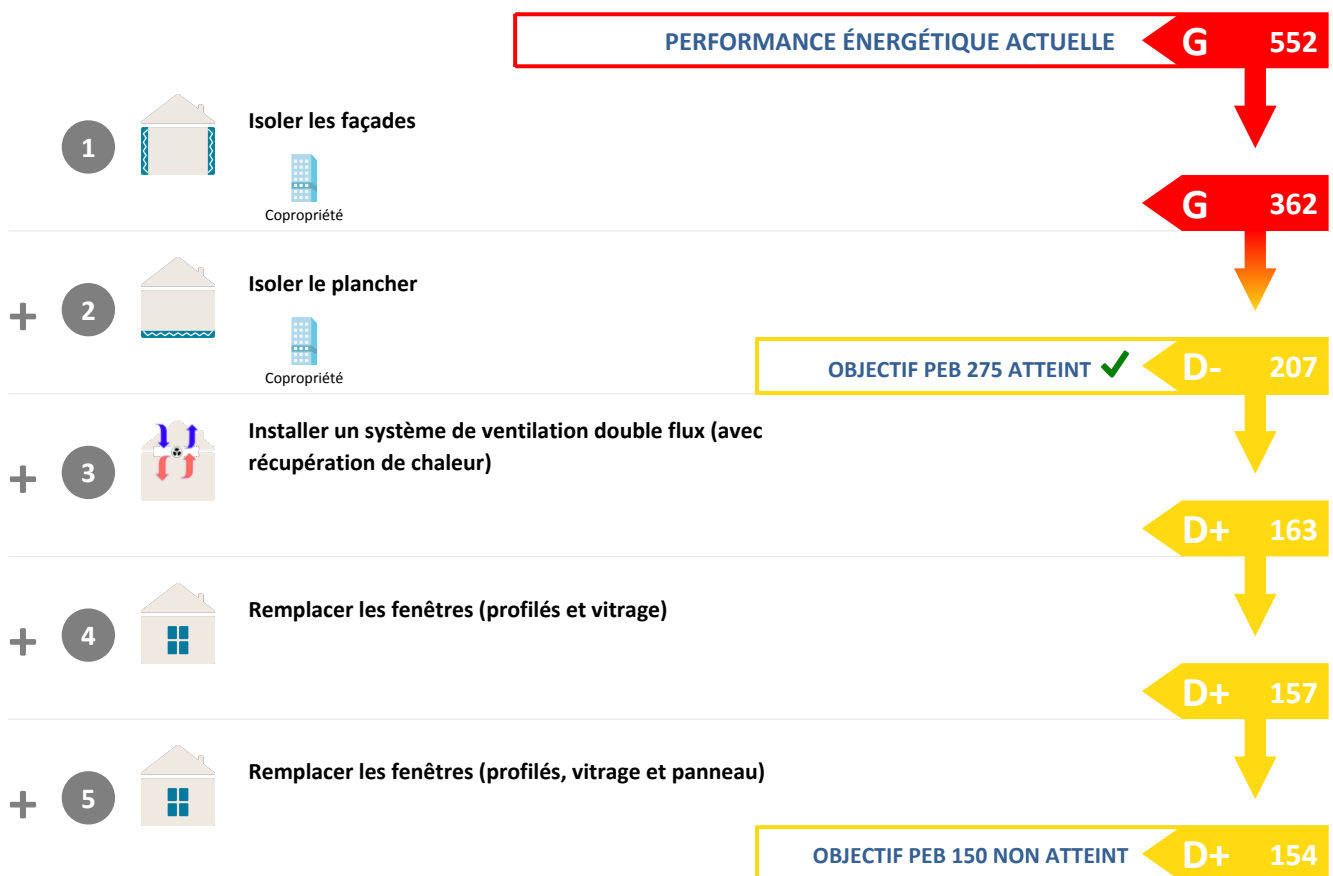 PERFORMANCE ÉNERGÉTIQUE ACTUELLE G 552
1 Isoler les façades
Copropriété
G 362
+ 2 Isoler le plancher
Copropriété
OBJECTIF PEB 275 ATTEINT ✓ D- 207
+ 3 Installer un système de ventilation double flux (avec
récupération de chaleur)
D+ 163
+ 4 Remplacer les fenêtres (profilés et vitrage)
D+ 157
+ 5 Remplacer les fenêtres (profilés, vitrage et panneau)
OBJECTIF PEB 150 NON ATTEINT D+ 154